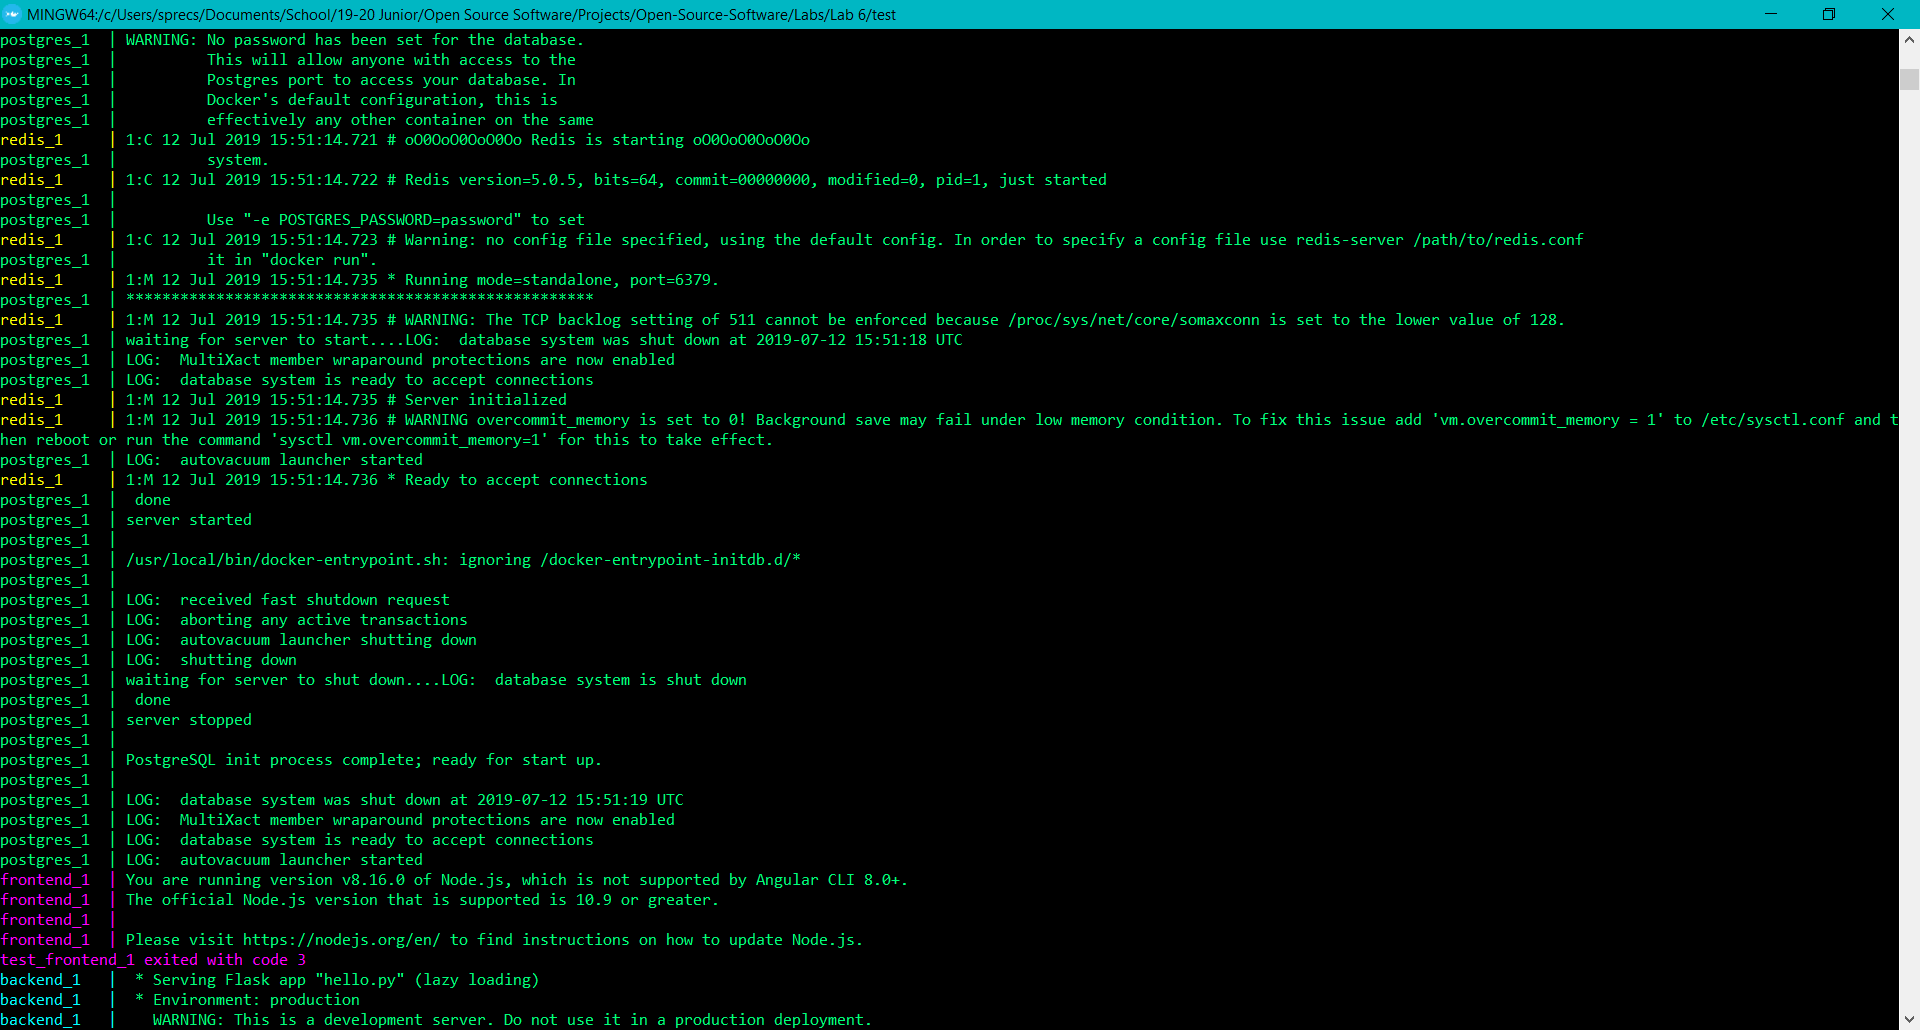 MINGW64:/c/Users/sprecs/Documents/School/19-20 Junior/Open Source Software/Projects/Open-Source-Software/Labs/Lab 6/test
postgres_1  | WARNING: No password has been set for the database.
postgres_1  |          This will allow anyone with access to the
postgres_1  |          Postgres port to access your database. In
postgres_1  |          Docker's default configuration, this is
postgres_1  |          effectively any other container on the same
redis_1     | 1:C 12 Jul 2019 15:51:14.721 # oO0OoO0OoO0Oo Redis is starting oO0OoO0OoO0Oo
postgres_1  |          system.
redis_1     | 1:C 12 Jul 2019 15:51:14.722 # Redis version=5.0.5, bits=64, commit=00000000, modified=0, pid=1, just started
postgres_1  |
postgres_1  |          Use "-e POSTGRES_PASSWORD=password" to set
redis_1     | 1:C 12 Jul 2019 15:51:14.723 # Warning: no config file specified, using the default config. In order to specify a config file use redis-server /path/to/redis.conf
postgres_1  |          it in "docker run".
redis_1     | 1:M 12 Jul 2019 15:51:14.735 * Running mode=standalone, port=6379.
postgres_1  | ****************************************************
redis_1     | 1:M 12 Jul 2019 15:51:14.735 # WARNING: The TCP backlog setting of 511 cannot be enforced because /proc/sys/net/core/somaxconn is set to the lower value of 128.
postgres_1  | waiting for server to start....LOG:  database system was shut down at 2019-07-12 15:51:18 UTC
postgres_1  | LOG:  MultiXact member wraparound protections are now enabled
postgres_1  | LOG:  database system is ready to accept connections
redis_1     | 1:M 12 Jul 2019 15:51:14.735 # Server initialized
redis_1     | 1:M 12 Jul 2019 15:51:14.736 # WARNING overcommit_memory is set to 0! Background save may fail under low memory condition. To fix this issue add 'vm.overcommit_memory = 1' to /etc/sysctl.conf and t
hen reboot or run the command 'sysctl vm.overcommit_memory=1' for this to take effect.
postgres_1  | LOG:  autovacuum launcher started
redis_1     | 1:M 12 Jul 2019 15:51:14.736 * Ready to accept connections
postgres_1  |  done
postgres_1  | server started
postgres_1  |
postgres_1  | /usr/local/bin/docker-entrypoint.sh: ignoring /docker-entrypoint-initdb.d/*
postgres_1  |
postgres_1  | LOG:  received fast shutdown request
postgres_1  | LOG:  aborting any active transactions
postgres_1  | LOG:  autovacuum launcher shutting down
postgres_1  | LOG:  shutting down
postgres_1  | waiting for server to shut down....LOG:  database system is shut down
postgres_1  |  done
postgres_1  | server stopped
postgres_1  |
postgres_1  | PostgreSQL init process complete; ready for start up.
postgres_1  |
postgres_1  | LOG:  database system was shut down at 2019-07-12 15:51:19 UTC
postgres_1  | LOG:  MultiXact member wraparound protections are now enabled
postgres_1  | LOG:  database system is ready to accept connections
postgres_1  | LOG:  autovacuum launcher started
frontend_1  | You are running version v8.16.0 of Node.js, which is not supported by Angular CLI 8.0+.
frontend_1  | The official Node.js version that is supported is 10.9 or greater.
frontend_1  |
frontend_1  | Please visit https://nodejs.org/en/ to find instructions on how to update Node.js.
test_frontend_1 exited with code 3
backend_1   |  * Serving Flask app "hello.py" (lazy loading)
backend_1   |  * Environment: production
backend_1   |    WARNING: This is a development server. Do not use it in a production deployment.